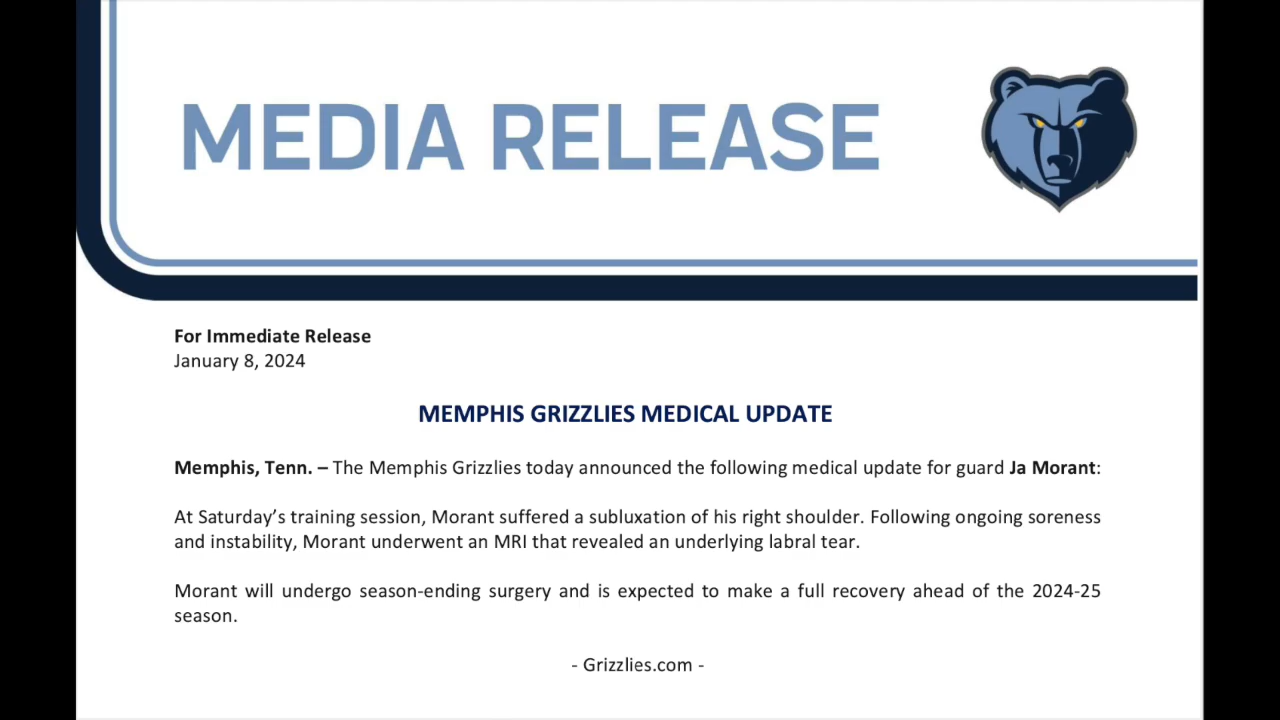 MEDIA RELEASE
For Immediate Release
January 8, 2024
MEMPHIS GRIZZLIES MEDICAL UPDATE
Memphis, Tenn. – The Memphis Grizzlies today announced the following medical update for guard Ja Morant:
At Saturday’s training session, Morant suffered a subluxation of his right shoulder. Following ongoing soreness
and instability, Morant underwent an MRI that revealed an underlying labral tear.
Morant will undergo season-ending surgery and is expected to make a full recovery ahead of the 2024-25
season.
- Grizzlies.com -